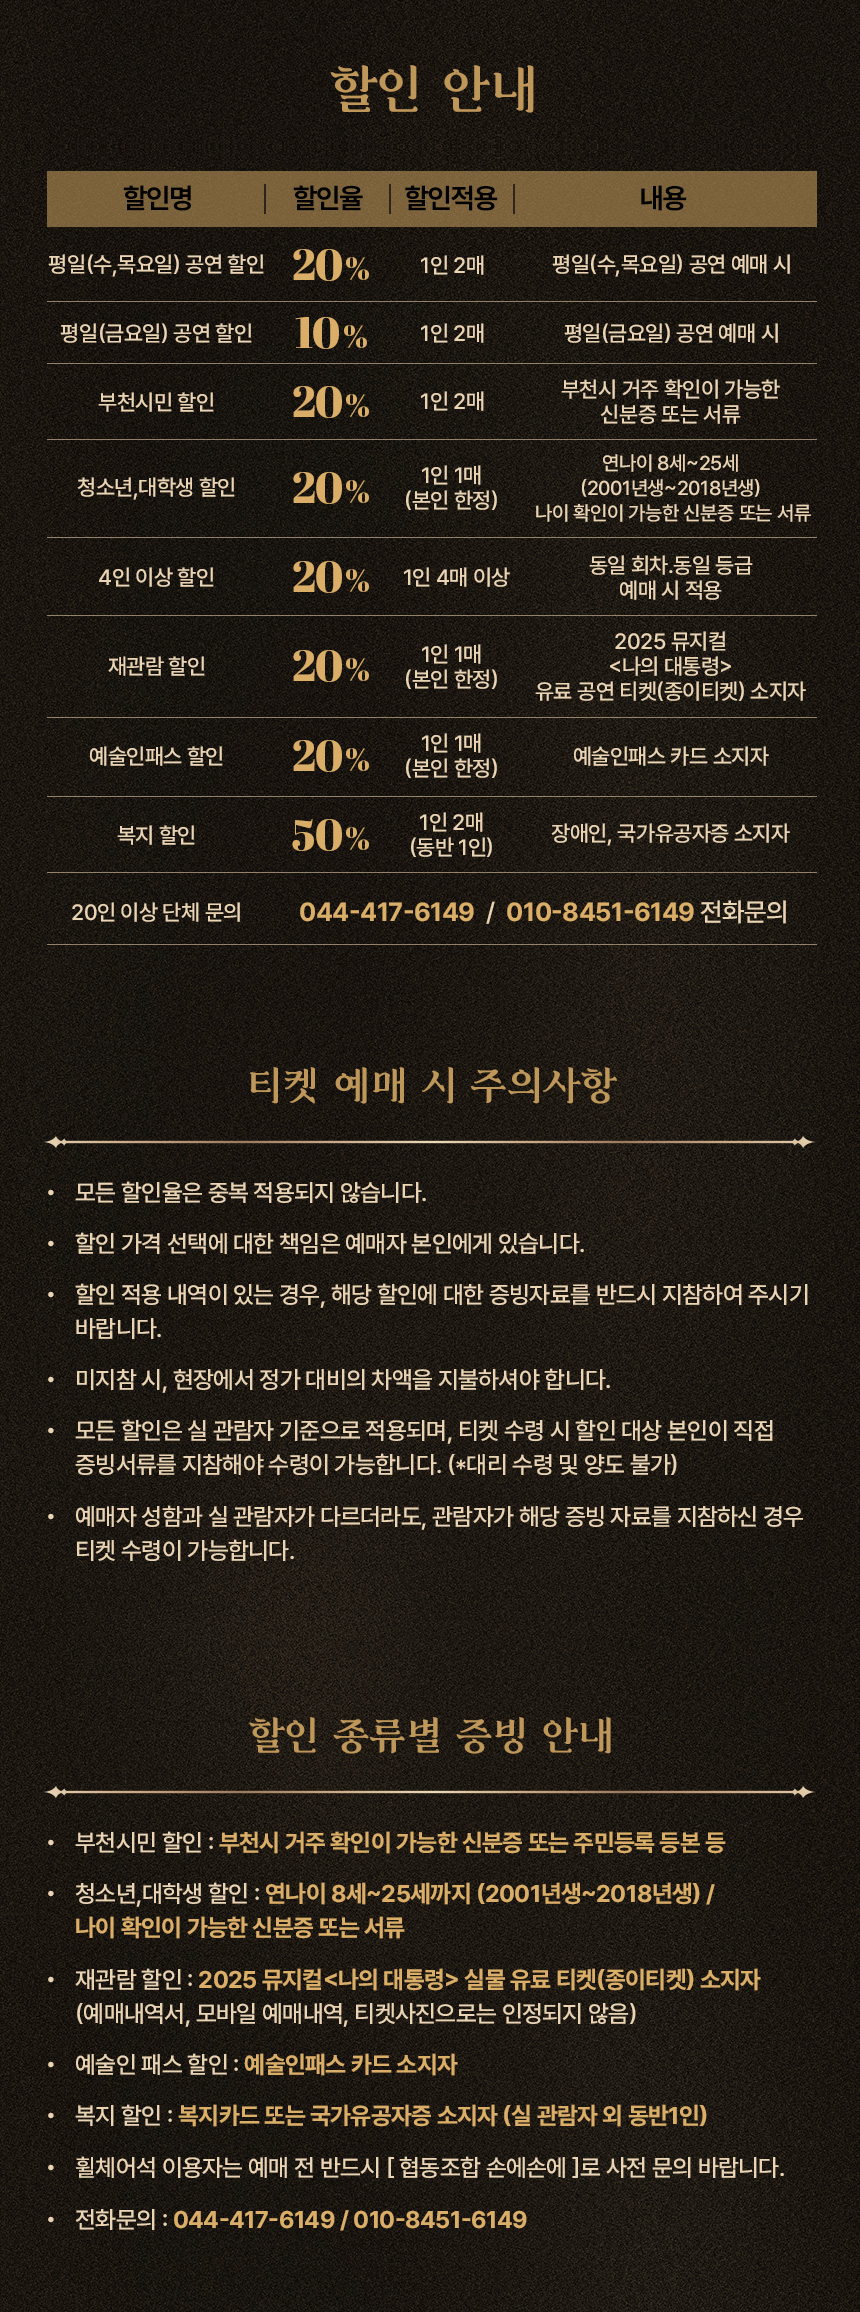 할인 안내
할인명 할인율 할인적용 내용
평일(수,목요일) 공연 할인 20% 1인 2매 평일(수,목요일) 공연 예매 시
평일(금요일) 공연 할인 10% 1인 2매 평일(금요일) 공연 예매 시
부천시민 할인 20% 1인 2매 부천시 거주 확인이 가능한
신분증 또는 서류
청소년,대학생 할인 20% 1인 1매
(본인 한정)
연나이 8세~25세
(2001년생~2018년생)
나이 확인이 가능한 신분증 또는 서류
4인 이상 할인 20% 1인 4매 이상 동일 회차.동일 등급
예매 시 적용
재관람 할인 20% 1인 1매
(본인 한정)
2025 뮤지컬
<나의 대통령>
유료 공연 티켓(종이티켓) 소지자
예술인패스 할인 20% 1인 1매
(본인 한정)
예술인패스 카드 소지자
복지 할인 50% 1인 2매
(동반 1인)
장애인, 국가유공자증 소지자
20인 이상 단체 문의 044-417-6149 / 010-8451-6149 전화문의
티켓 예매 시 주의사항
• 모든 할인율은 중복 적용되지 않습니다.
• 할인 가격 선택에 대한 책임은 예매자 본인에게 있습니다.
• 할인 적용 내역이 있는 경우, 해당 할인에 대한 증빙자료를 반드시 지참하여 주시기
바랍니다.
• 미지참 시, 현장에서 정가 대비의 차액을 지불하셔야 합니다.
• 모든 할인은 실 관람자 기준으로 적용되며, 티켓 수령 시 할인 대상 본인이 직접
증빙서류를 지참해야 수령이 가능합니다. (*대리 수령 및 양도 불가)
• 예매자 성함과 실 관람자가 다르더라도, 관람자가 해당 증빙 자료를 지참하신 경우
티켓 수령이 가능합니다.
할인 종류별 증빙 안내
• 부천시민 할인 : 부천시 거주 확인이 가능한 신분증 또는 주민등록 등본 등
• 청소년,대학생 할인 : 연나이 8세~25세까지 (2001년생~2018년생) /
나이 확인이 가능한 신분증 또는 서류
• 재관람 할인 : 2025 뮤지컬<나의 대통령> 실물 유료 티켓(종이티켓) 소지자
(예매내역서, 모바일 예매내역, 티켓사진으로는 인정되지 않음)
• 예술인 패스 할인 : 예술인패스 카드 소지자
• 복지 할인 : 복지카드 또는 국가유공자증 소지자 (실 관람자 외 동반1인)
• 휠체어석 이용자는 예매 전 반드시 [ 협동조합 손에손에 ]로 사전 문의 바랍니다.
• 전화문의 : 044-417-6149 / 010-8451-6149